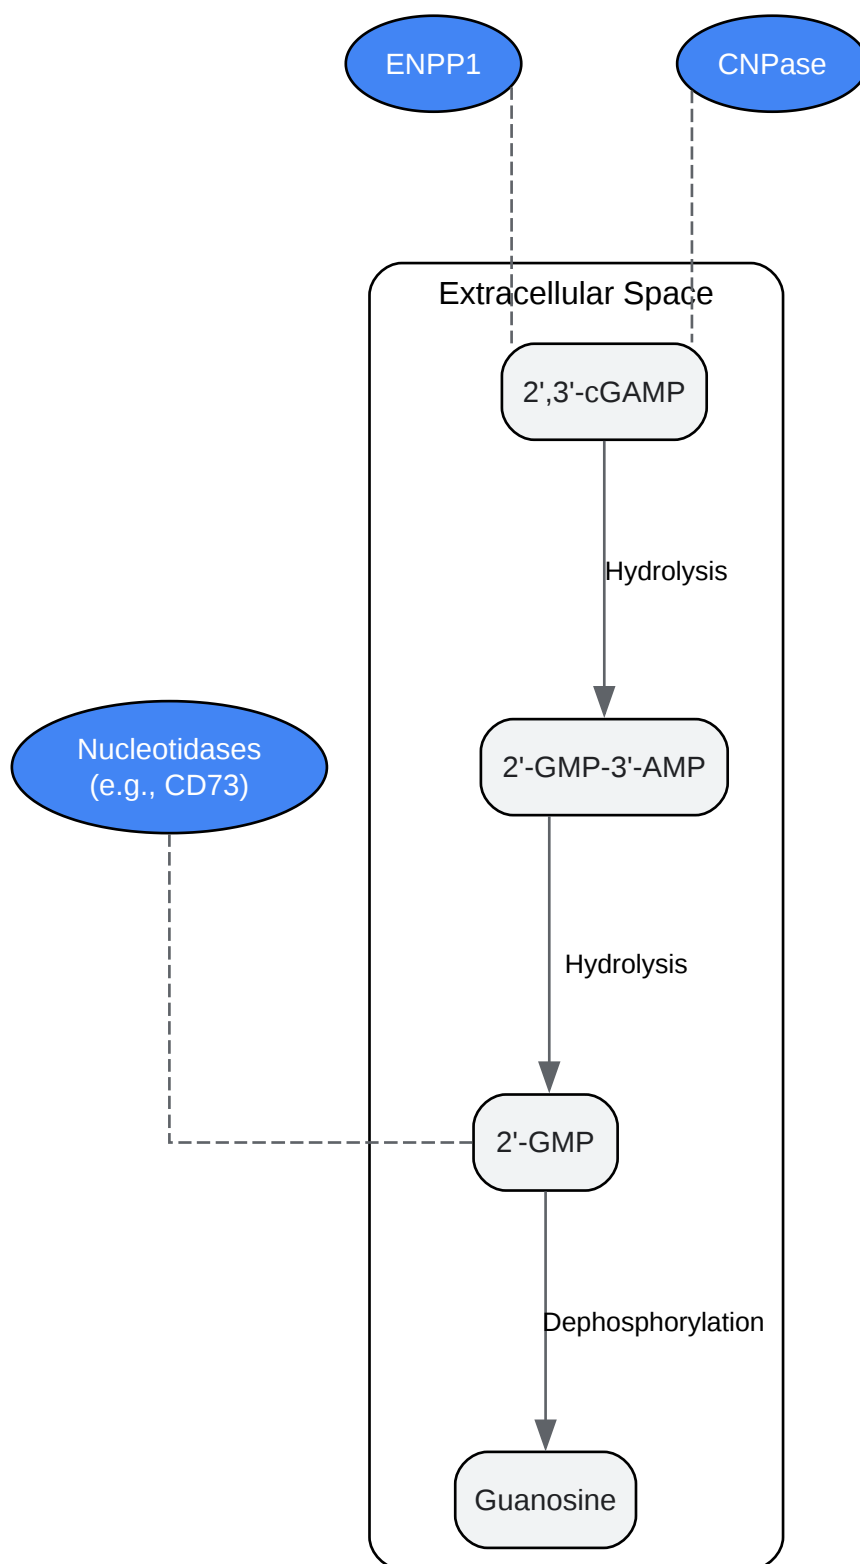 ENPP1
CNPase
Extracellular Space
2',3'-cGAMP
Hydrolysis
Nucleotidases
(e.g., CD73)
2'-GMP-3'-AMP
Hydrolysis
2'-GMP
Dephosphorylation
Guanosine